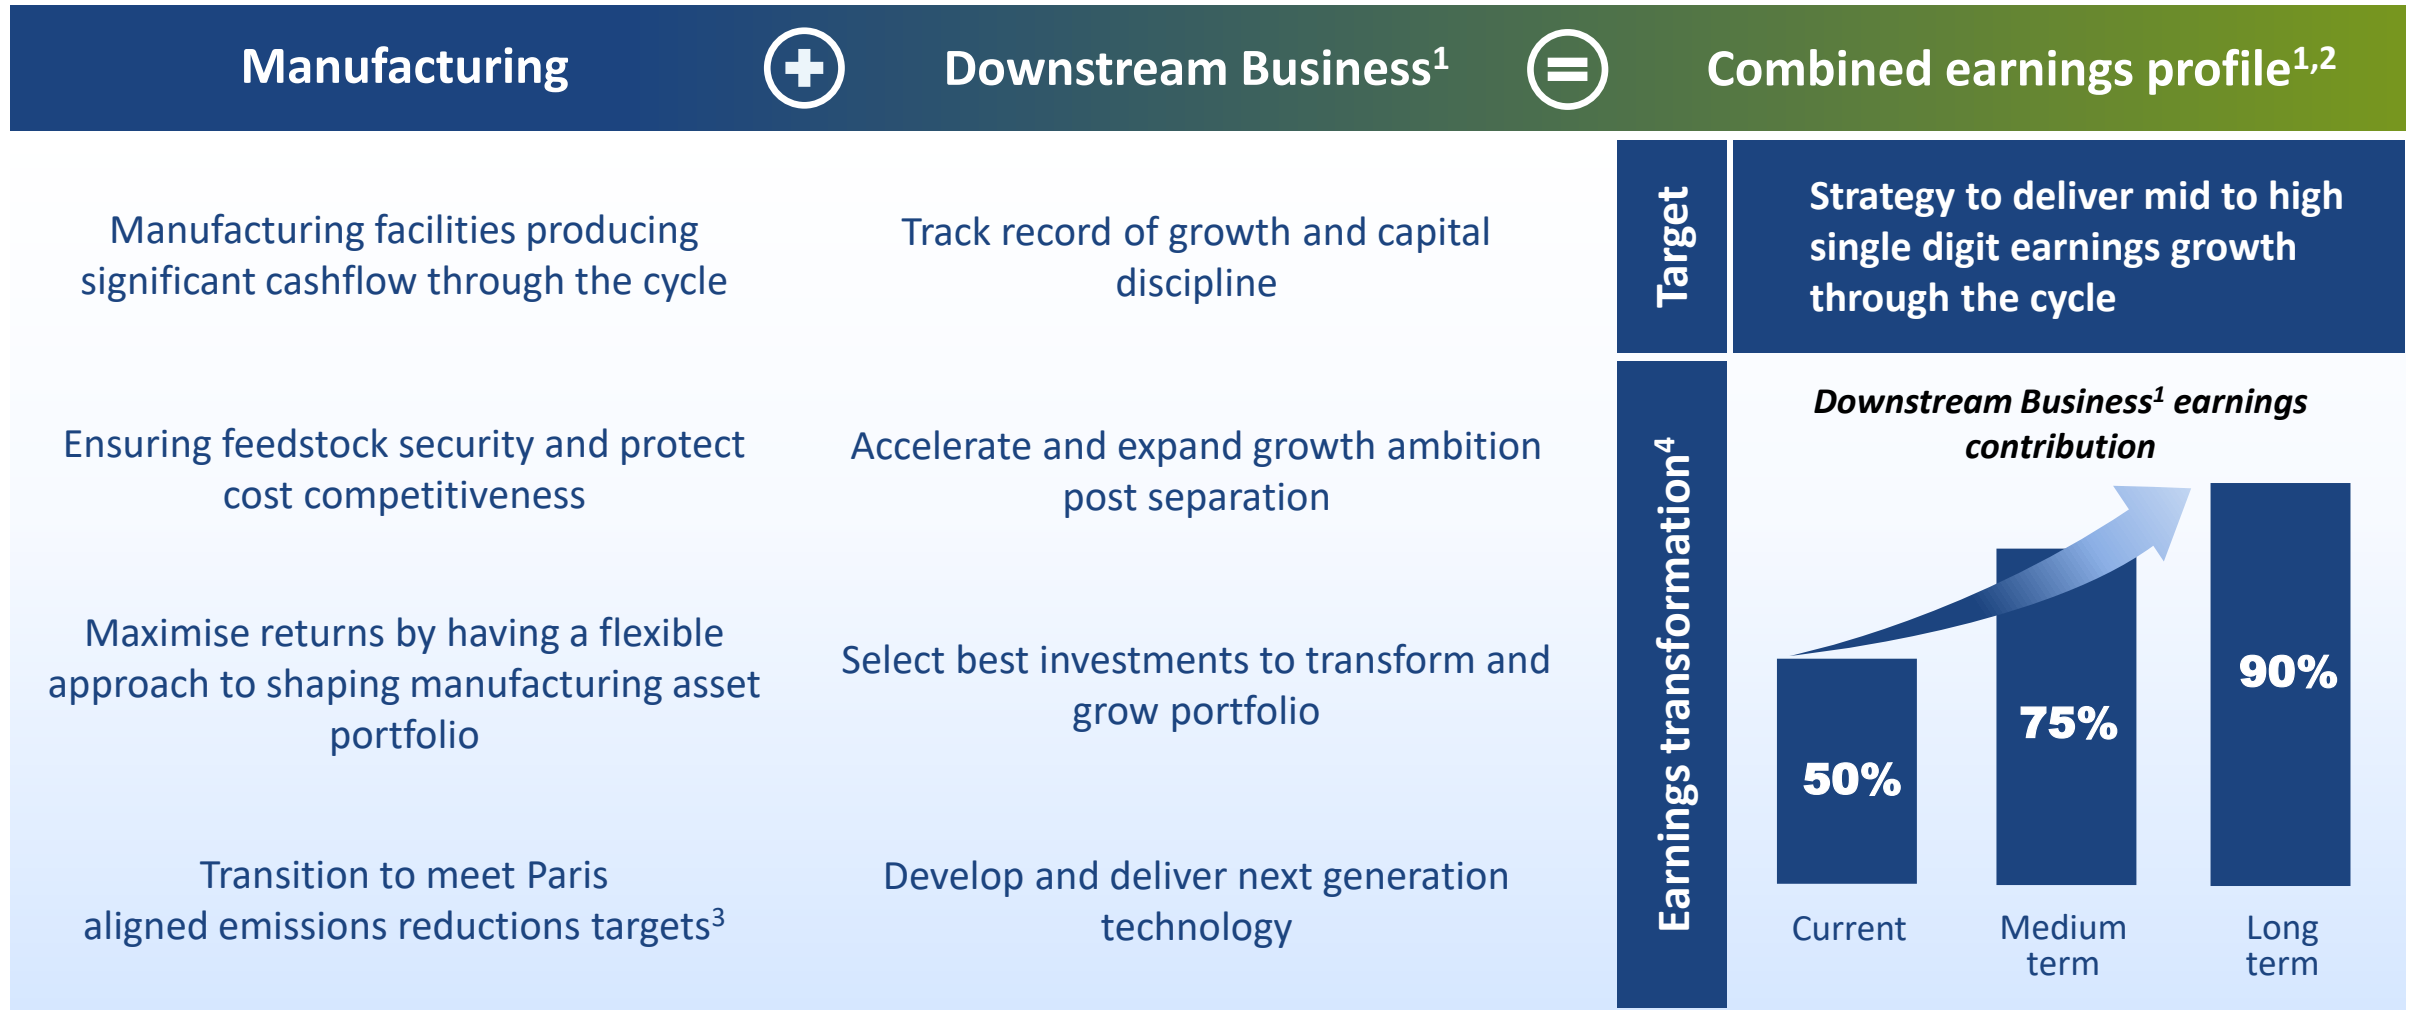 Manufacturing
Downstream Business¹
Combined earnings profile¹,²
Manufacturing facilities producing
significant cashflow through the cycle
Ensuring feedstock security and protect
cost competitiveness
Maximise returns by having a flexible
approach to shaping manufacturing asset
portfolio
Transition to meet Paris
aligned emissions reductions targets³
Track record of growth and capital
discipline
Accelerate and expand growth ambition
post separation
Select best investments to transform and
grow portfolio
Develop and deliver next generation
technology
Target
Strategy to deliver mid to high
single digit earnings growth
through the cycle
Earnings transformation⁴
Downstream Business¹ earnings
contribution
50%
75%
90%
Current
Medium
term
Long
term